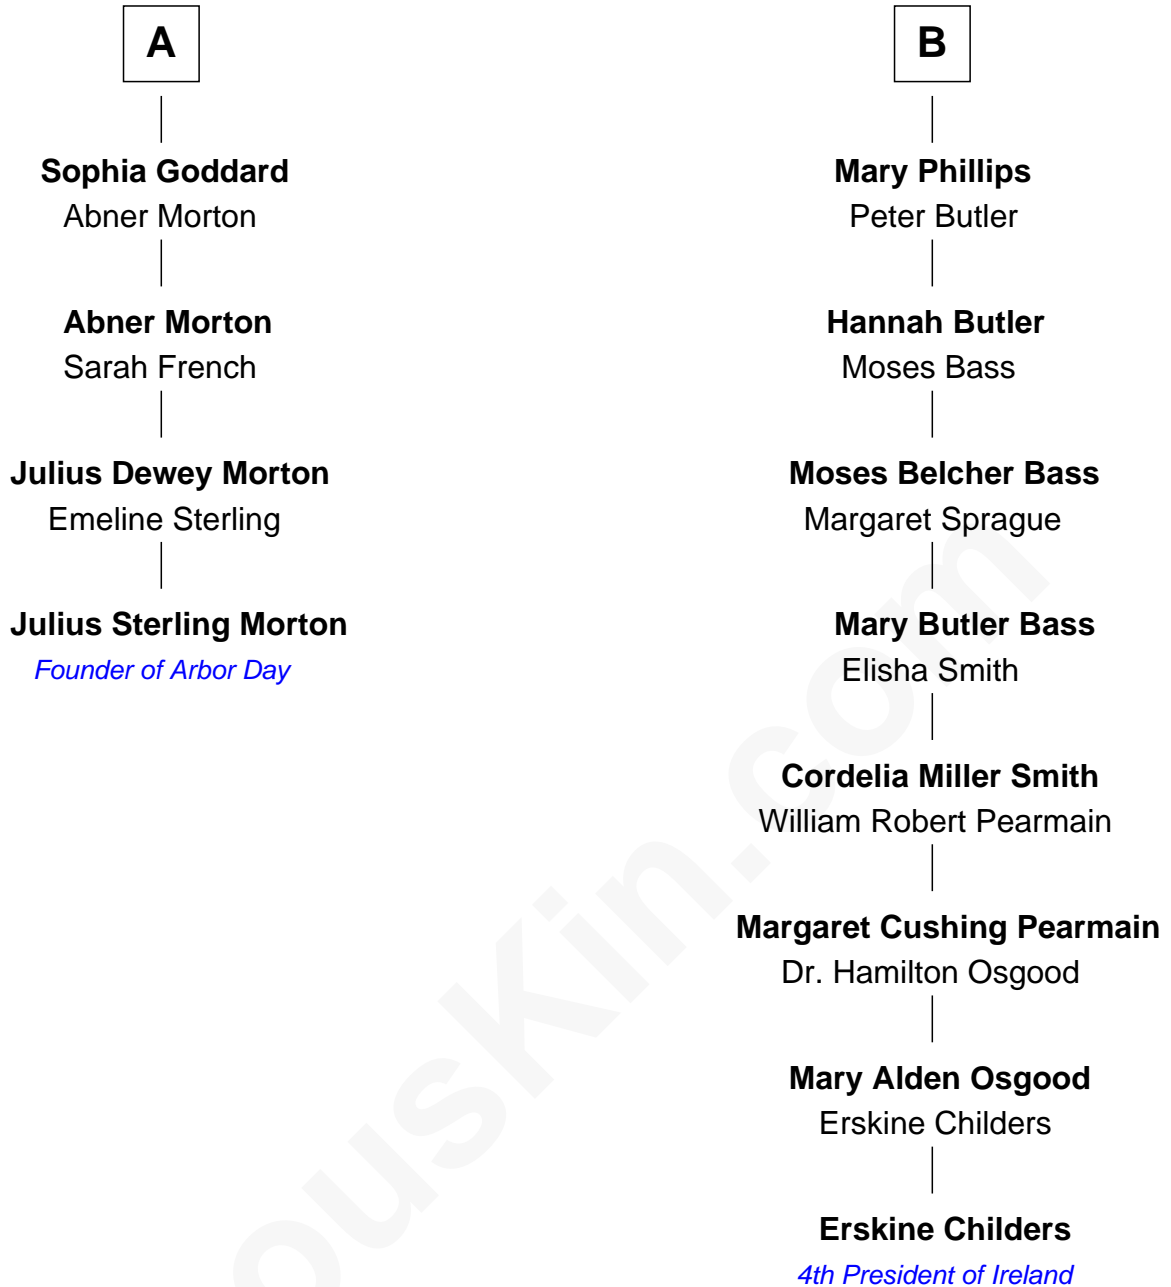 A
Sophia Goddard
Abner Morton
Abner Morton
Sarah French
Julius Dewey Morton
Emeline Sterling
Julius Sterling Morton
Founder of Arbor Day
B
Mary Phillips
Peter Butler
Hannah Butler
Moses Bass
Moses Belcher Bass
Margaret Sprague
Mary Butler Bass
Elisha Smith
Cordelia Miller Smith
William Robert Pearmain
Margaret Cushing Pearmain
Dr. Hamilton Osgood
Mary Alden Osgood
Erskine Childers
Erskine Childers
4th President of Ireland
ousKin.com